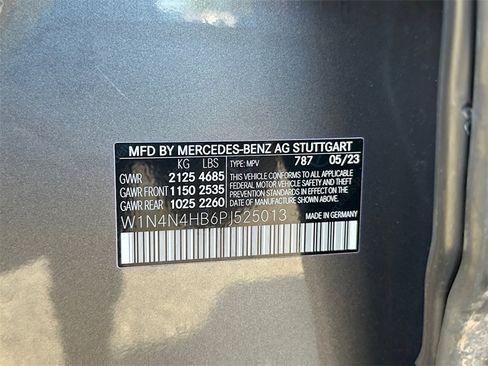 MFD BY MERCEDES-BENZ AG STUTTGART
KG LBS TYPE: MPV 787 05/23
GVWR 2125 4685
GAWR FRONT 1150 2535
GAWR REAR 1025 2260
THIS VEHICLE CONFORMS TO ALL APPLICABLE
FEDERAL MOTOR VEHICLE SAFETY AND THEFT
PREVENTION STANDARDS IN EFFECT ON THE
DATE OF MANUFACTURE SHOWN ABOVE.
W1N4N4HB6PJ525013 MADE IN GERMANY